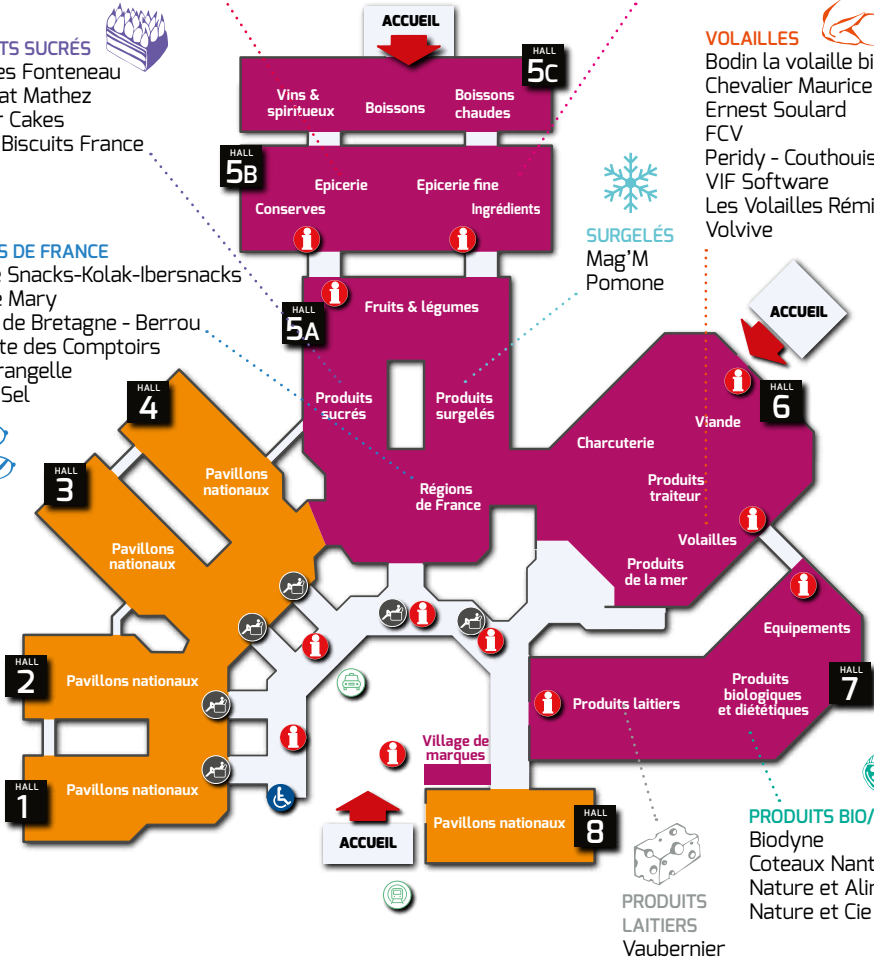 ACCUEIL
HALL
5C
Vins &
spiritueux
Boissons
Boissons
chaudes
TS SUCRÉS
es Fonteneau
at Mathez
r Cakes
Biscuits France
VOLAILLES
Bodin la volaille bi
Chevalier Maurice
Ernest Soulard
FCV
Peridy - Couthouis
VIF Software
Les Volailles Rémi
Volvive
HALL
5B
Epicerie
Epicerie fine
Conserves
Ingrédients
SURGELÉS
Mag'M
Pomone
S DE FRANCE
e Snacks-Kolak-Ibersnacks
e Mary
de Bretagne - Berrou
te des Comptoirs
rangelle
Sel
HALL
5A
Fruits & légumes
Produits
sucrés
Produits
surgelés
Régions
de France
ACCUEIL
HALL
6
Viande
Charcuterie
Produits
traiteur
Volailles
Produits
de la mer
HALL
4
Pavillons
nationaux
HALL
3
Pavillons
nationaux
HALL
2
Pavillons nationaux
HALL
1
Pavillons nationaux
Equipements
HALL
7
Produits laitiers
Produits
biologiques
et diététiques
Village de
marques
ACCUEIL
Pavillons nationaux
HALL
8
PRODUITS
LAITIERS
Vaubernier
PRODUITS BIO/
Biodyne
Coteaux Nant
Nature et Alir
Nature et Cie